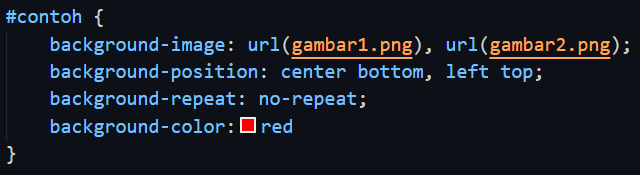 #contoh {
    background-image: url(gambar1.png), url(gambar2.png);
    background-position: center bottom, left top;
    background-repeat: no-repeat;
    background-color: red
}